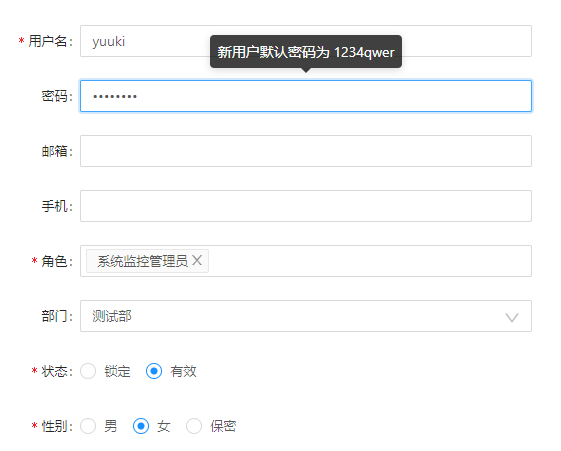 * 用户名: yuuki
新用户默认密码为 1234qwer
密码: ••••••••
邮箱:
手机:
* 角色: 系统监控管理员 X
部门: 测试部
* 状态: 锁定 有效
* 性别: 男 女 保密